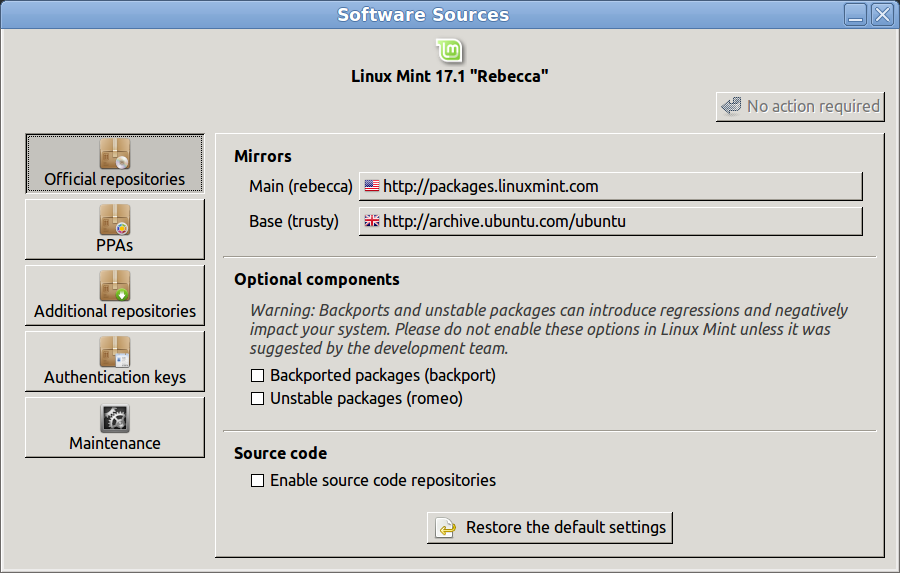 Software Sources
Linux Mint 17.1 "Rebecca"
No action required
Official repositories
PPAs
Additional repositories
Authentication keys
Maintenance
Mirrors
Main (rebecca) http://packages.linuxmint.com
Base (trusty) http://archive.ubuntu.com/ubuntu
Optional components
Warning: Backports and unstable packages can introduce regressions and negatively
impact your system. Please do not enable these options in Linux Mint unless it was
suggested by the development team.
Backported packages (backport)
Unstable packages (romeo)
Source code
Enable source code repositories
Restore the default settings